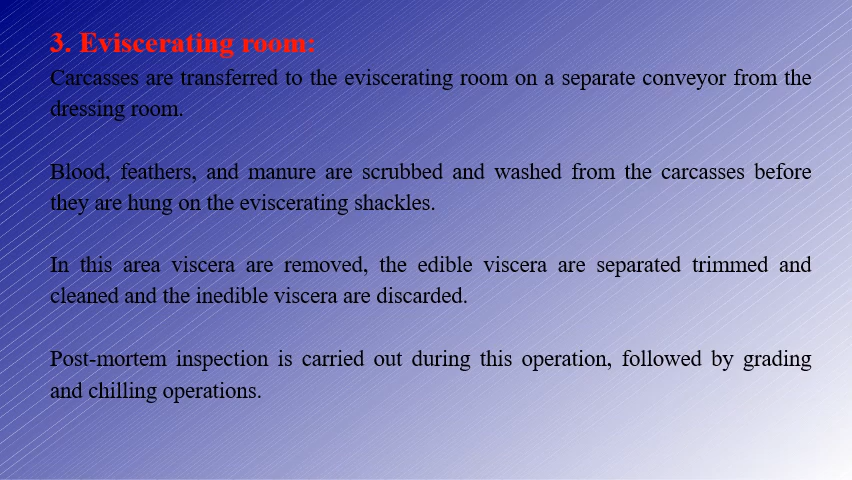 3. Eviscerating room:
Carcasses are transferred to the eviscerating room on a separate conveyor from the
dressing room.
Blood, feathers, and manure are scrubbed and washed from the carcasses before
they are hung on the eviscerating shackles.
In this area viscera are removed, the edible viscera are separated trimmed and
cleaned and the inedible viscera are discarded.
Post-mortem inspection is carried out during this operation, followed by grading
and chilling operations.